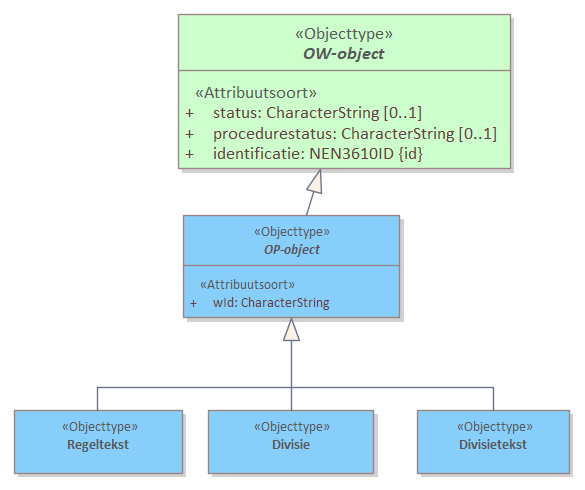 «Objecttype»
OW-object
«Attribuutsoort»
+ status: CharacterString [0..1]
+ procedurestatus: CharacterString [0..1]
+ identificatie: NEN3610ID {id}
«Objecttype»
OP-object
«Attribuutsoort»
+ wId: CharacterString
«Objecttype»
Regeltekst
«Objecttype»
Divisie
«Objecttype»
Divisietekst